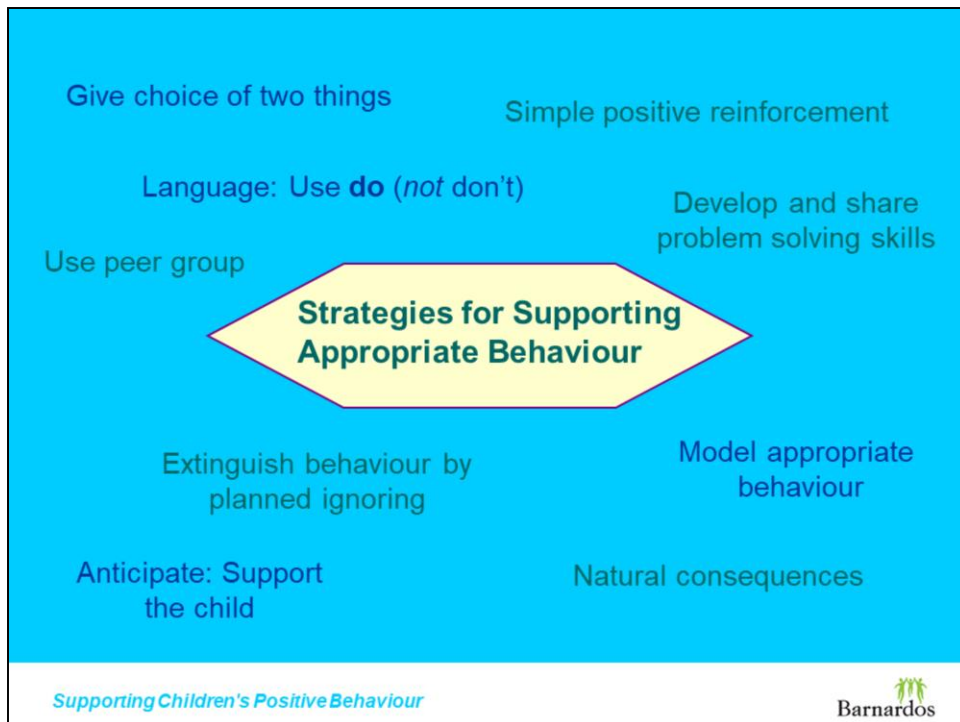 Give choice of two things
Simple positive reinforcement
Language: Use do (not don't)
Develop and share
problem solving skills
Use peer group
Strategies for Supporting
Appropriate Behaviour
Extinguish behaviour by
planned ignoring
Model appropriate
behaviour
Anticipate: Support
the child
Natural consequences
Supporting Children's Positive Behaviour
Barnardos